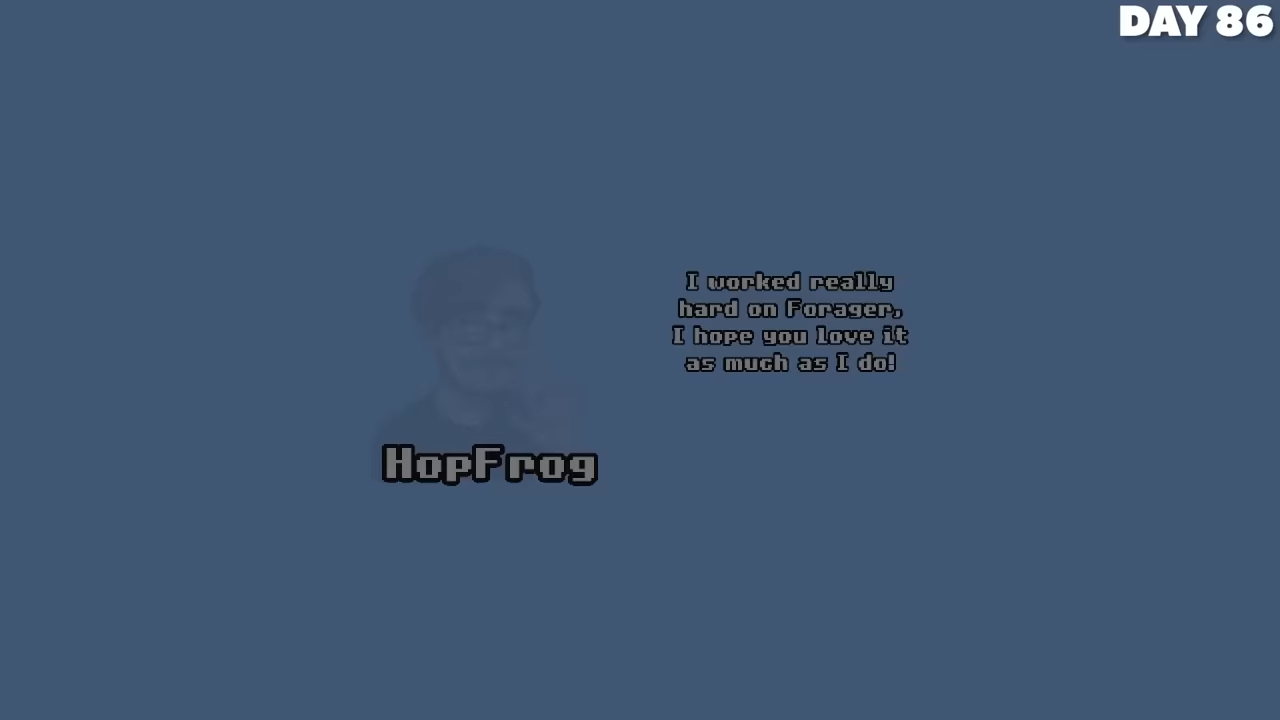 DAY 86
I worked really
hard on Forager,
I hope you love it
as much as I do!
HopFrog